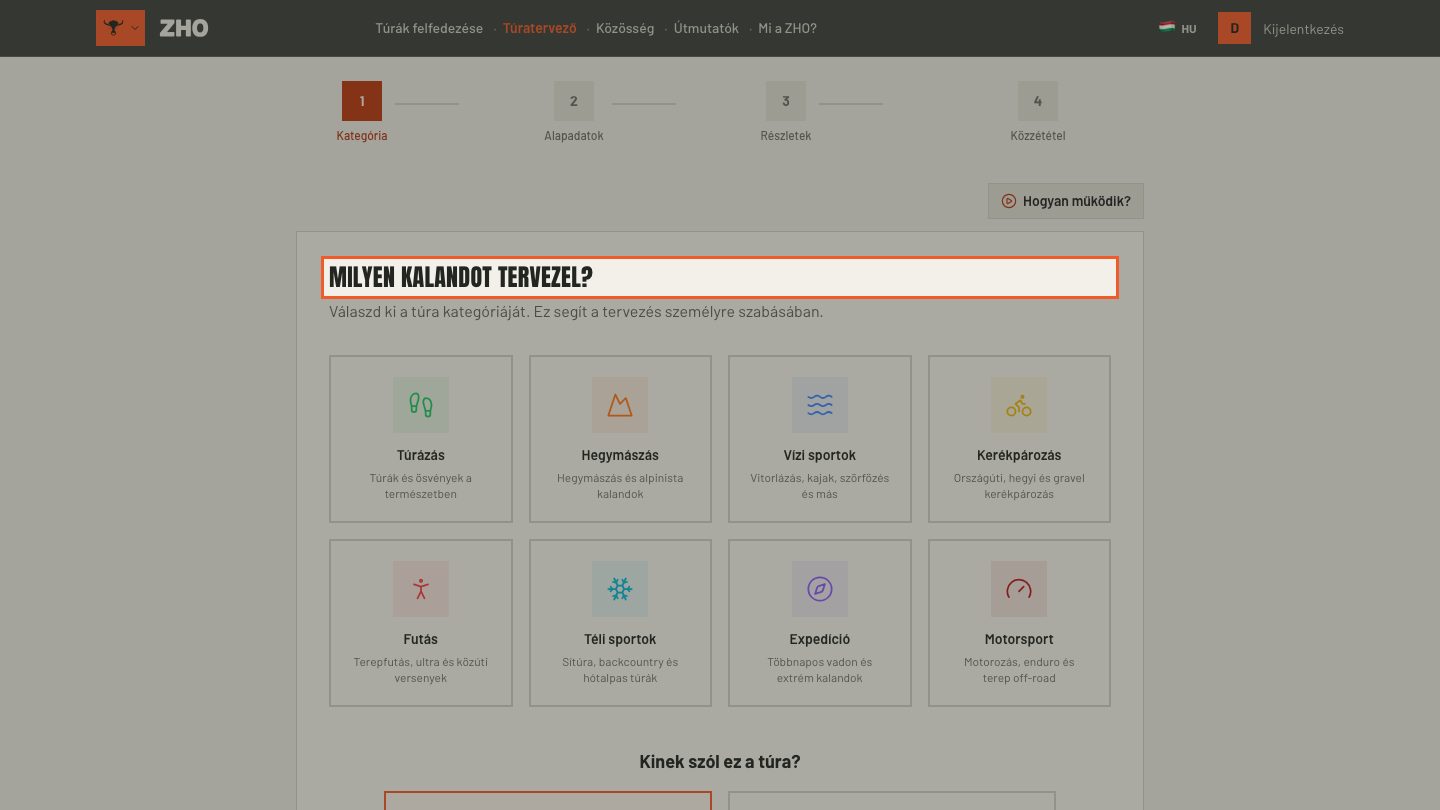 ZHO
Túrák felfedezése · Túratervező · Közösség · Útmutatók · Mi a ZHO?
HU
D
Kijelentkezés
1
2
3
4
Kategória
Alapadatok
Részletek
Közzététel
Hogyan működik?
MILYEN KALANDOT TERVEZEL?
Válaszd ki a túra kategóriáját. Ez segít a tervezés személyre szabásában.
Túrázás
Túrák és ösvények a
természetben
Hegymászás
Hegymászás és alpinista
kalandok
Vízi sportok
Vitorlázás, kajak, szörfözés
és más
Kerékpározás
Országúti, hegyi és gravel
kerékpározás
Futás
Terepfutás, ultra és közúti
versenyek
Téli sportok
Sítúra, backcountry és
hótalpas túrák
Expedíció
Többnapos vadon és
extrém kalandok
Motorsport
Motorozás, enduro és
terep off-road
Kinek szól ez a túra?